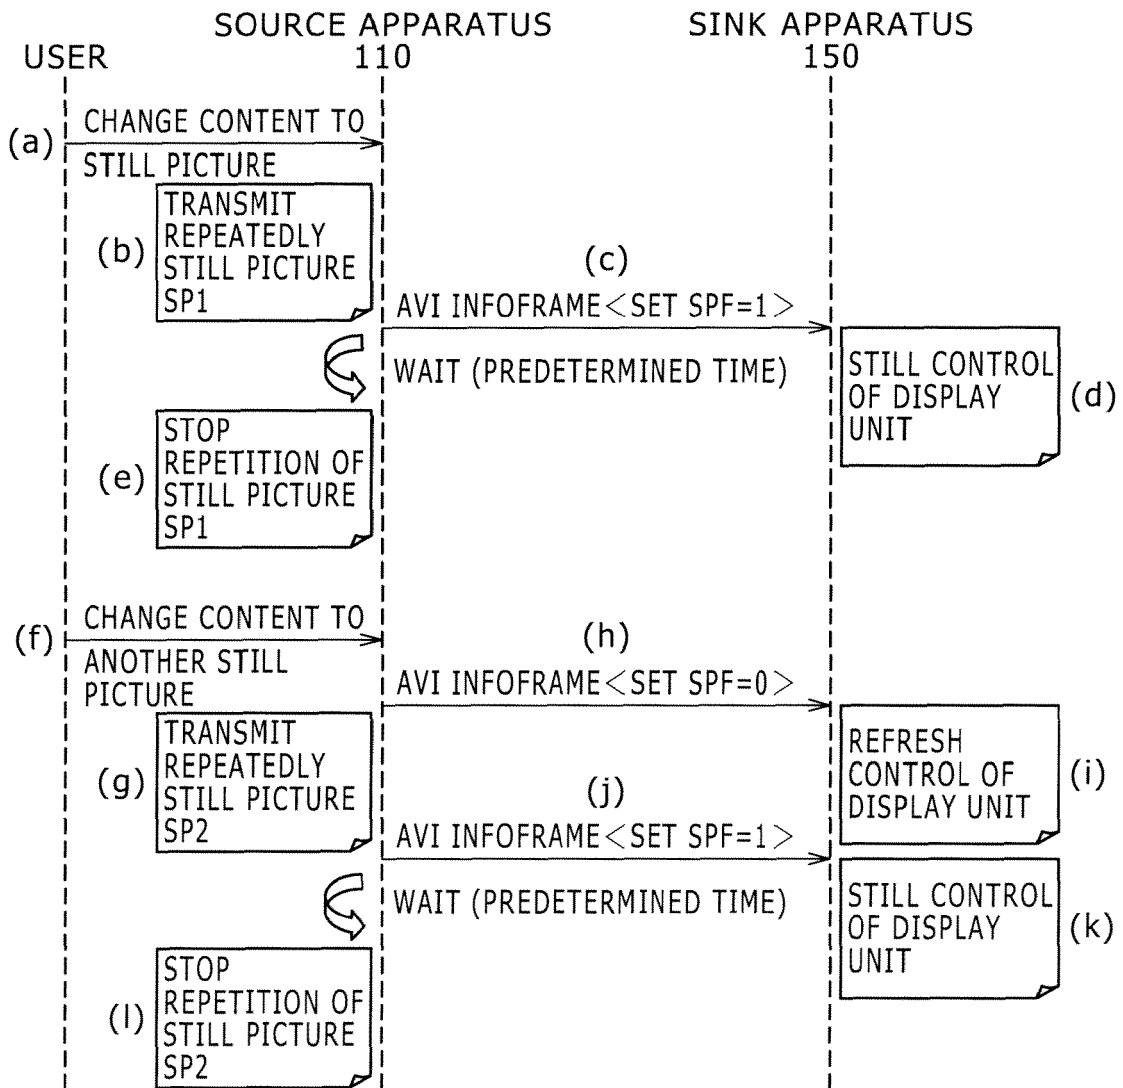 SOURCE APPARATUS
SINK APPARATUS
USER
110
150
(a)
CHANGE CONTENT TO
STILL PICTURE
(b)
TRANSMIT
REPEATEDLY
STILL PICTURE
SP1
(c)
AVI INFOFRAME<SET SPF=1>
WAIT (PREDETERMINED TIME)
STILL CONTROL
OF DISPLAY
UNIT
(d)
(e)
STOP
REPETITION OF
STILL PICTURE
SP1
(f)
CHANGE CONTENT TO
ANOTHER STILL
PICTURE
(h)
AVI INFOFRAME<SET SPF=0>
(g)
TRANSMIT
REPEATEDLY
STILL PICTURE
SP2
REFRESH
CONTROL OF
DISPLAY UNIT
(i)
(j)
AVI INFOFRAME<SET SPF=1>
WAIT (PREDETERMINED TIME)
STILL CONTROL
OF DISPLAY
UNIT
(k)
(l)
STOP
REPETITION OF
STILL PICTURE
SP2